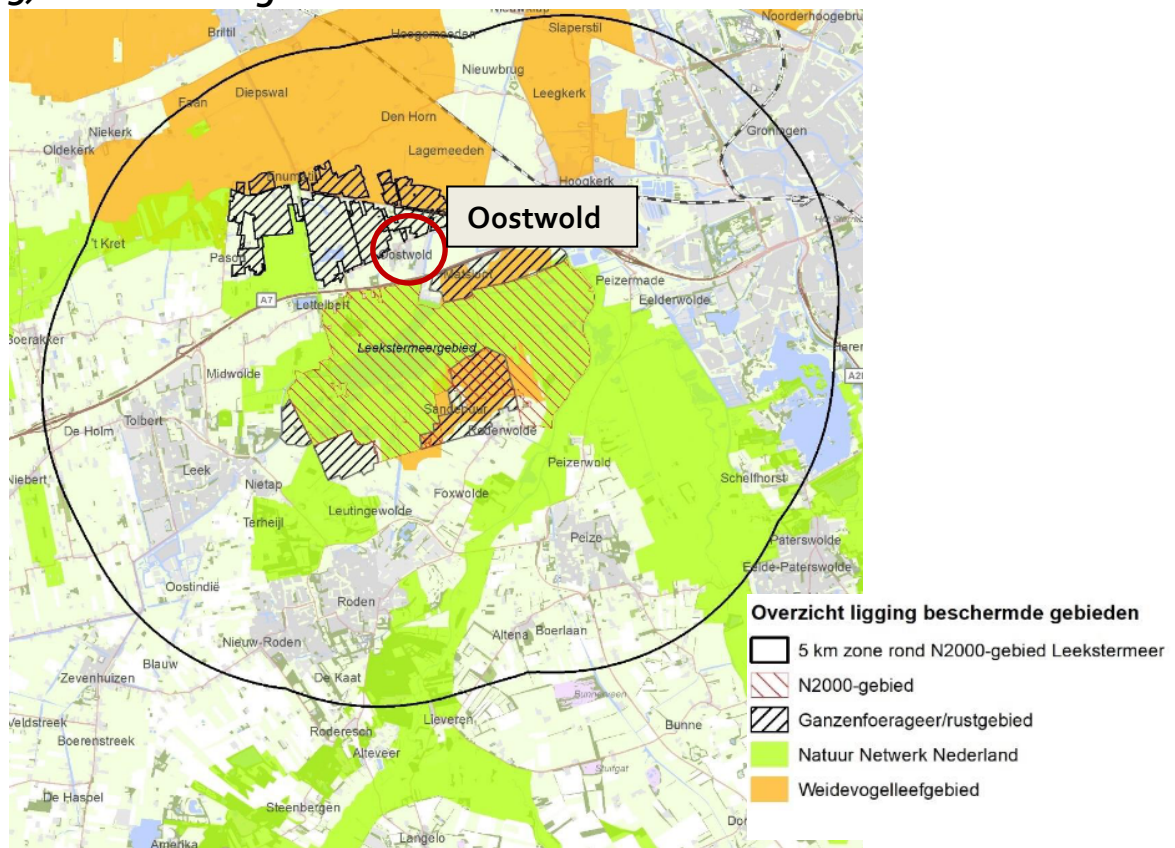 Briltil
Hoogemeeden
Slaperstil
Nieuwbrug
Diepswal
Leegkerk
Faan
Den Horn
Niekerk
Groningen
Oldekerk
Lagemeeden
Hoogkerk
Oostwold
't Kret
Oostwold
Pasop
Matsloot
Peizermade
A7
Lettelbert
Eelderwolde
Leekstermeergebied
Midwolde
Sandebuur
Tolbert
De Holm
Roderwolde
Leek
Peizerwold
Nietap
Schelfhorst
Foxwolde
Leutingewolde
Terheijl
Peize
Paterswolde
Eelde-Paterswolde
Oostindië
Roden
Overzicht ligging beschermde gebieden
5 km zone rond N2000-gebied Leekstermeer
N2000-gebied
Ganzenfoerageer/rustgebied
Natuur Netwerk Nederland
Weidevogelleefgebied
Altena
Boerlaan
Nieuw-Roden
Blauw
Zevenhuizen
De Kaat
Lieveren
Bunne
Roderesch
Boerenstreek
Alteveer
De Haspel
Steenbergen
Langelo
Amerika